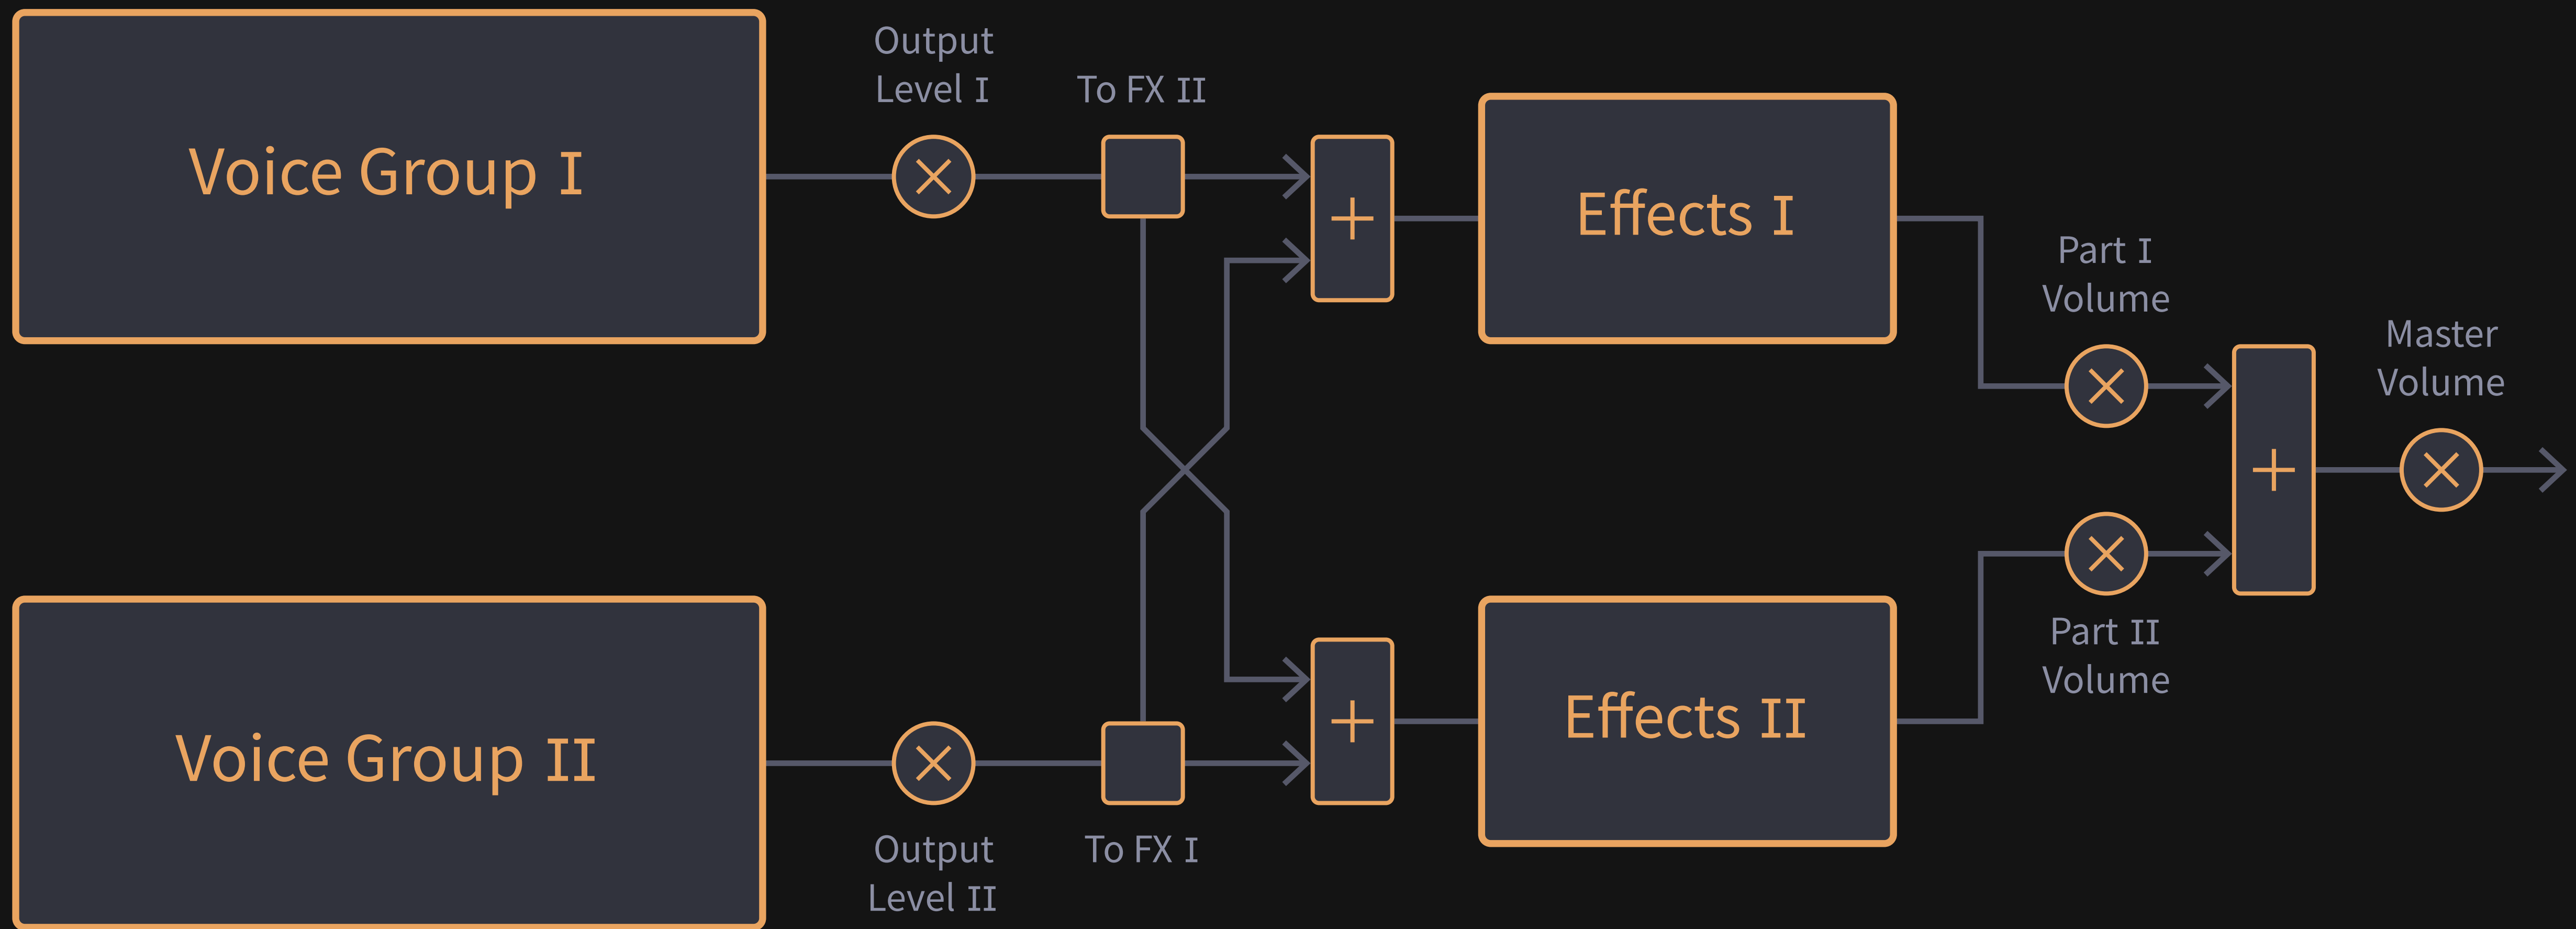 Output
Level I
To FX II
Voice Group I
Effects I
Part I
Volume
Master
Volume
Part II
Volume
Voice Group II
Effects II
Output
Level II
To FX I